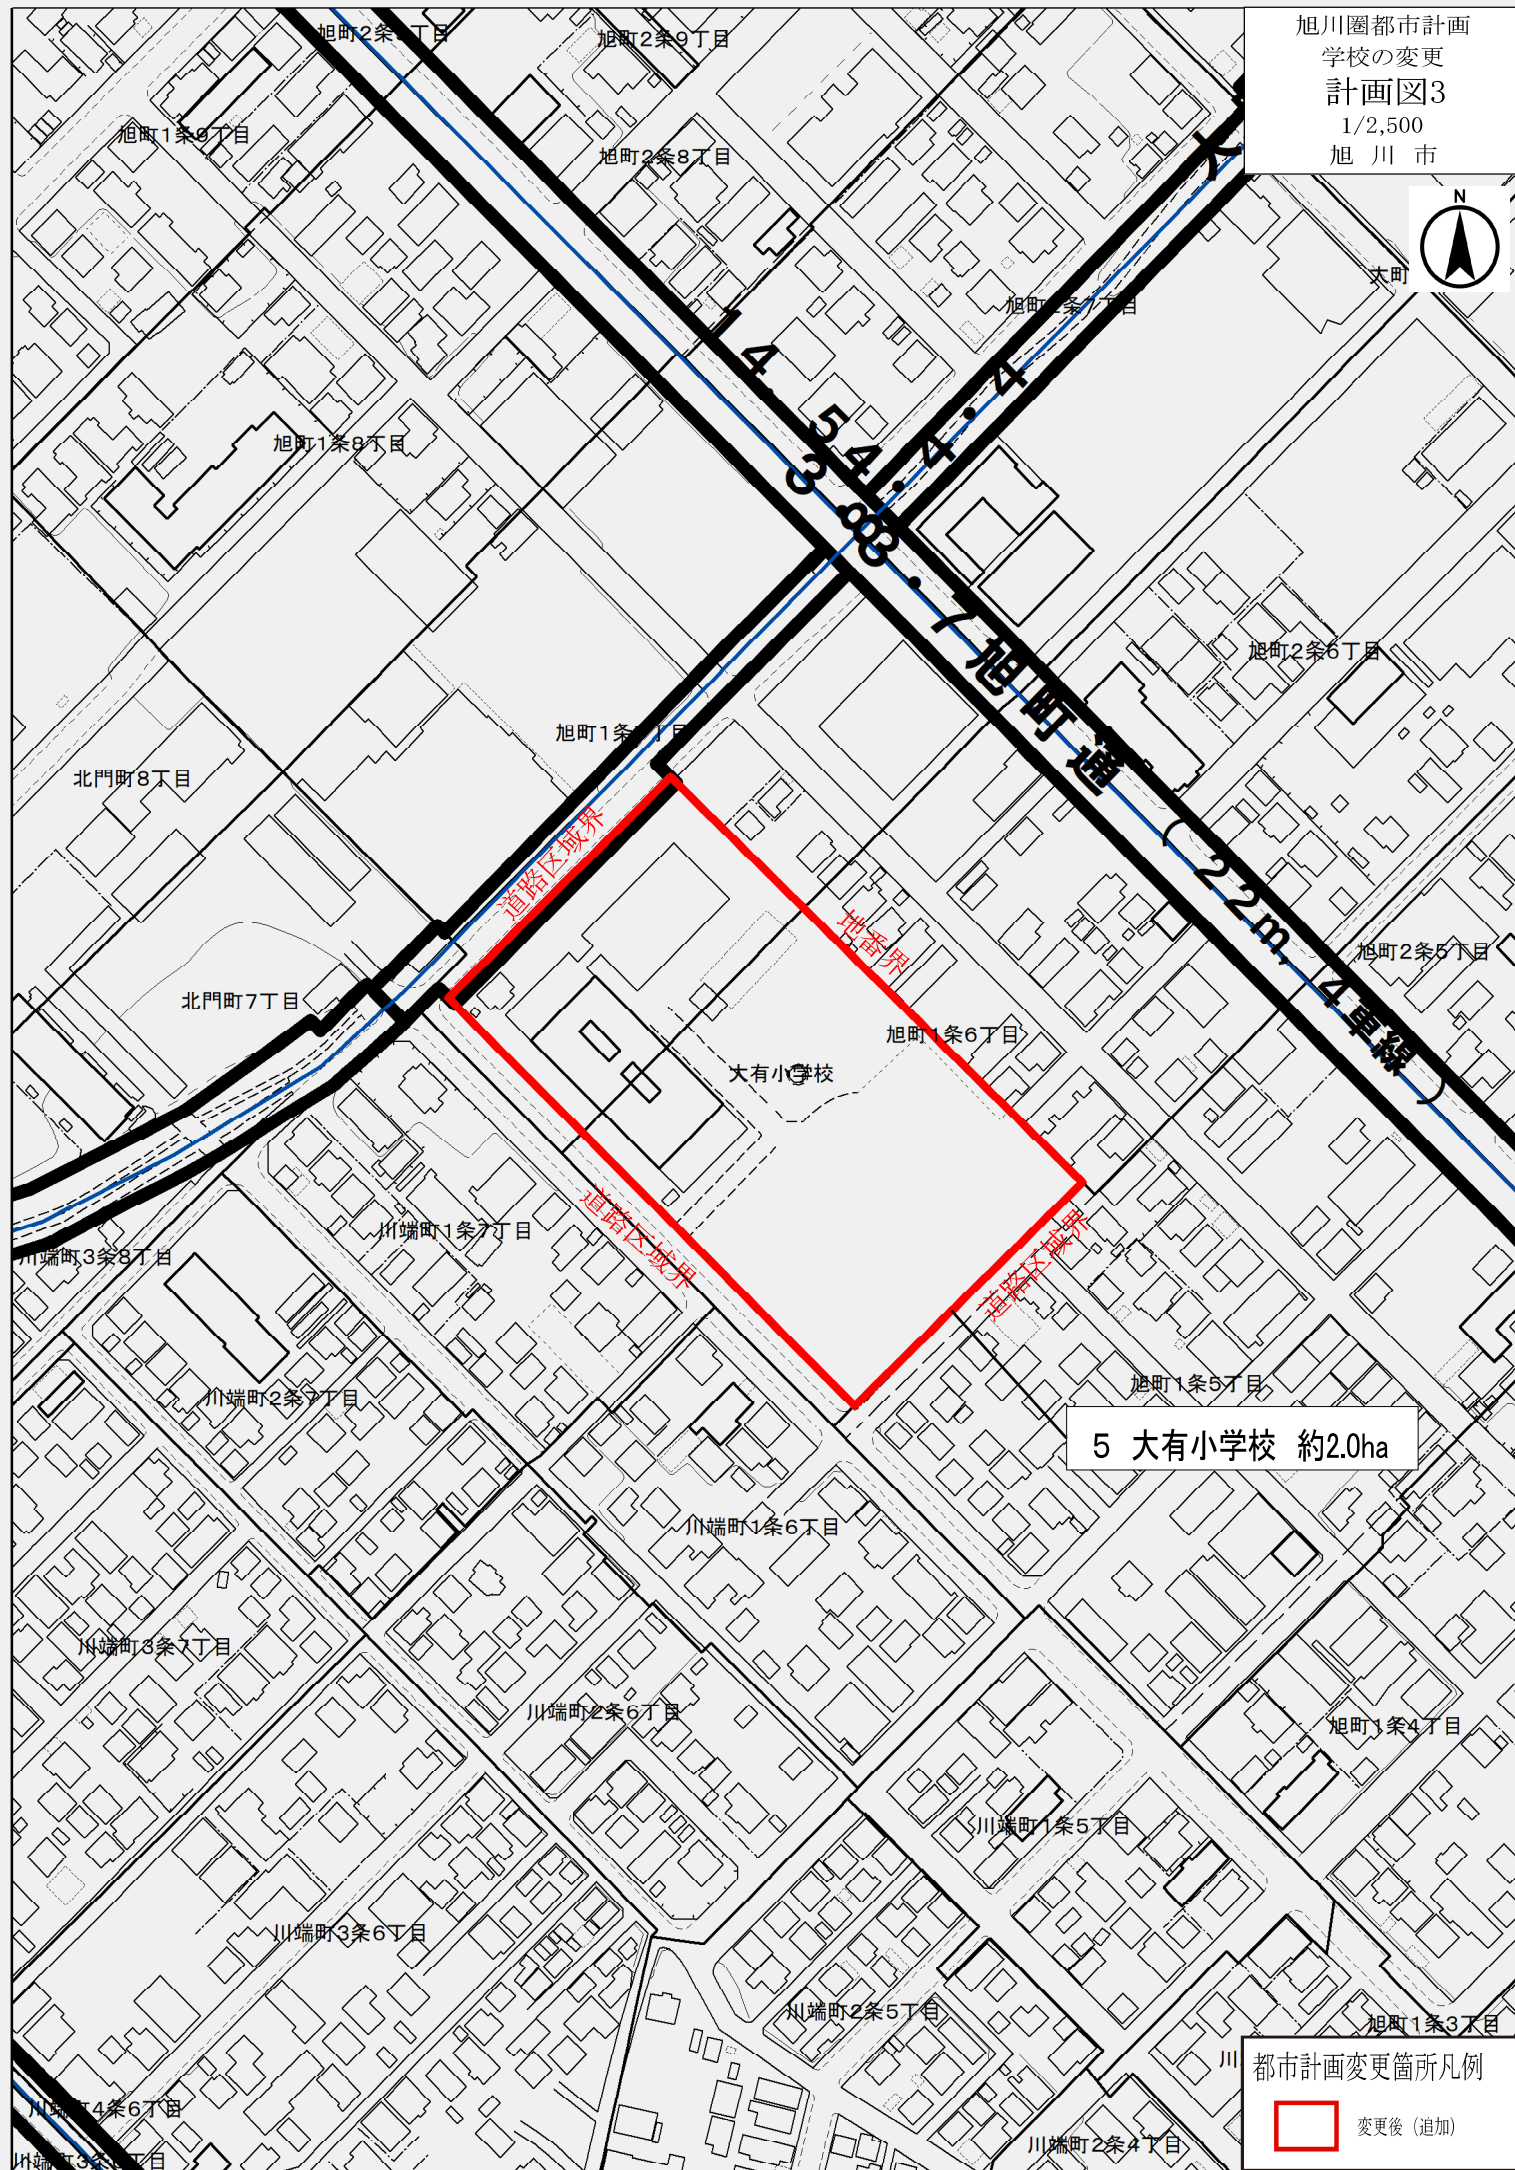 旭川圏都市計画
学校の変更
計画図3
1/2,500
旭川市
N
旭町2条9丁目
旭町1条9丁目
旭町2条8丁目
大町
旭町1条8丁目
旭町2条6丁目
3.3.7旭町通(22m,4車線)
北門町8丁目
道路区域界
地番界
旭町2条5丁目
北門町7丁目
旭町1条6丁目
大有小学校
道路区域界
道路区域界
川端町1条7丁目
川端町3条8丁目
川端町2条7丁目
旭町1条5丁目
5 大有小学校 約2.0ha
川端町1条6丁目
川端町3条7丁目
川端町2条6丁目
旭町1条4丁目
川端町1条5丁目
川端町3条6丁目
川端町2条5丁目
旭町1条3丁目
川端町4条6丁目
川端町2条4丁目
都市計画変更箇所凡例
変更後(追加)